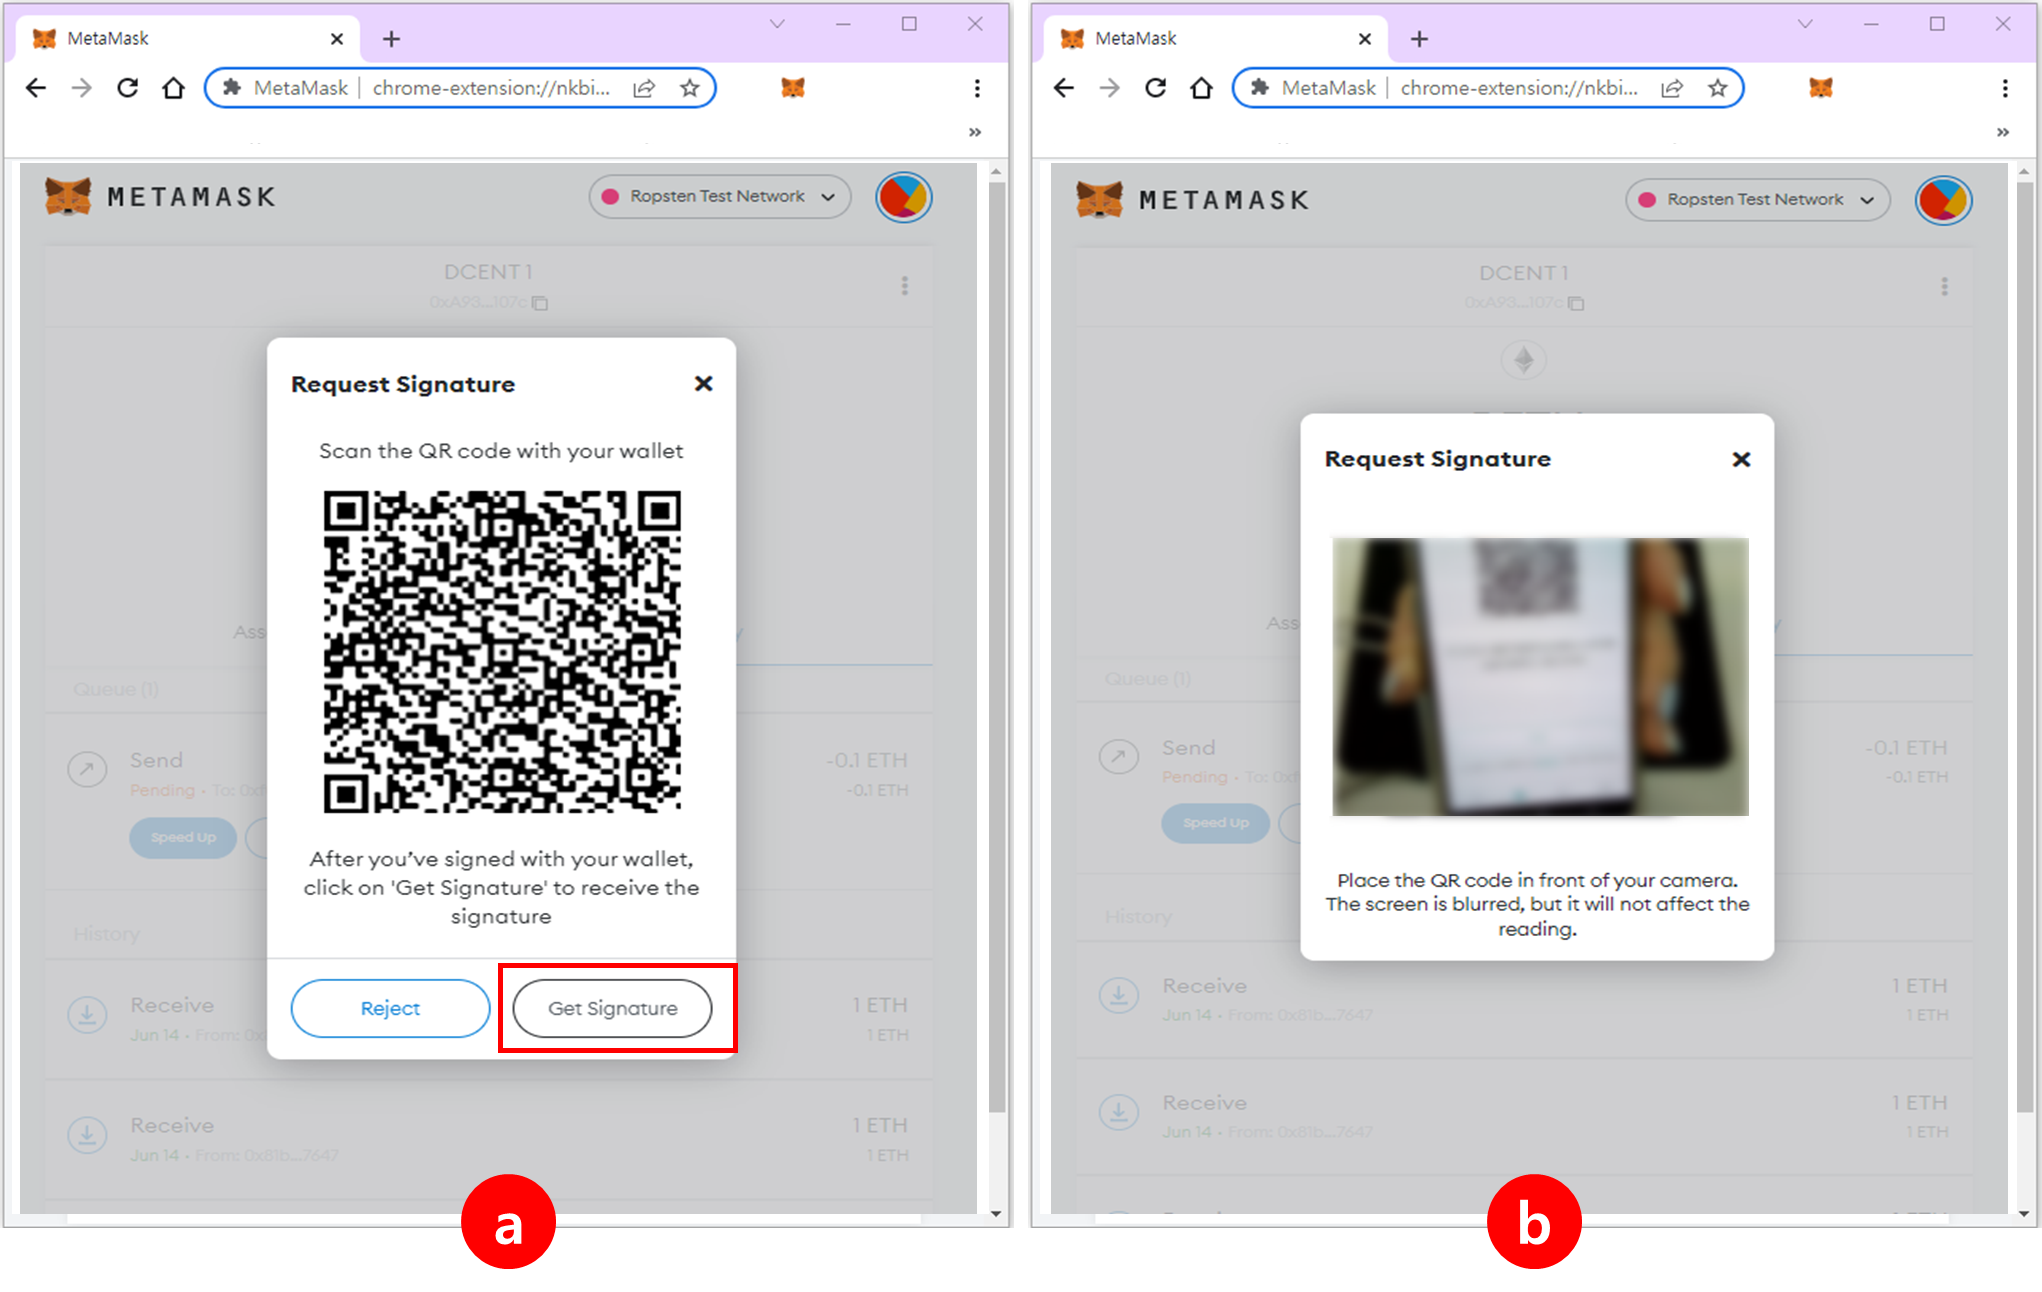 MetaMask
MetaMask | chrome-extension://nkbi...
»
METAMASK
Ropsten Test Network
DCENT 1
0xA93...107c
Request Signature
Scan the QR code with your wallet
Ass
y
After you’ve signed with your wallet,
click on 'Get Signature' to receive the
signature
Reject
Get Signature
Queue (1)
Send
-0.1 ETH
Pending · To: 0xf
-0.1 ETH
Speed Up
History
Receive
1 ETH
Jun 14 · From: 0x
1 ETH
Receive
1 ETH
Jun 14 · From: 0x81b...7647
1 ETH
a
MetaMask
MetaMask | chrome-extension://nkbi...
»
METAMASK
Ropsten Test Network
DCENT 1
0xA93...107c
Request Signature
Place the QR code in front of your camera.
The screen is blurred, but it will not affect the
reading.
Ass
y
Queue (1)
Send
-0.1 ETH
Pending · To: 0xf
-0.1 ETH
Speed Up
History
Receive
1 ETH
Jun 14 · From: 0x81b...7647
1 ETH
Receive
1 ETH
Jun 14 · From: 0x81b...7647
1 ETH
b